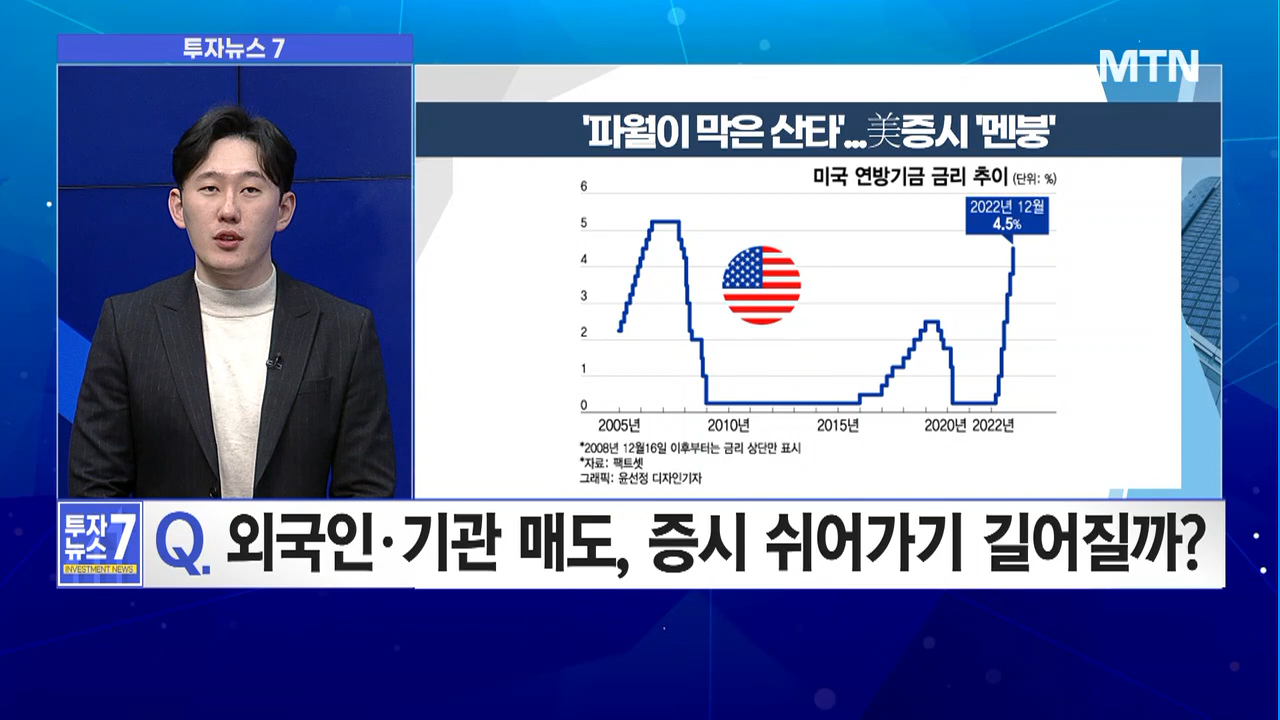 투자뉴스 7
MTN
'파월이 막은 산타'...美증시 '멘붕'
미국 연방기금 금리 추이 (단위: %)
6
5
4
3
2
1
0
2022년 12월
4.5%
2005년 2010년 2015년 2020년 2022년
*2008년 12월16일 이후부터는 금리 상단만 표시
*자료: 팩트셋
그래픽: 윤선정 디자인기자
투자
뉴스 7
INVESTMENT NEWS
Q. 외국인·기관 매도, 증시 쉬어가기 길어질까?